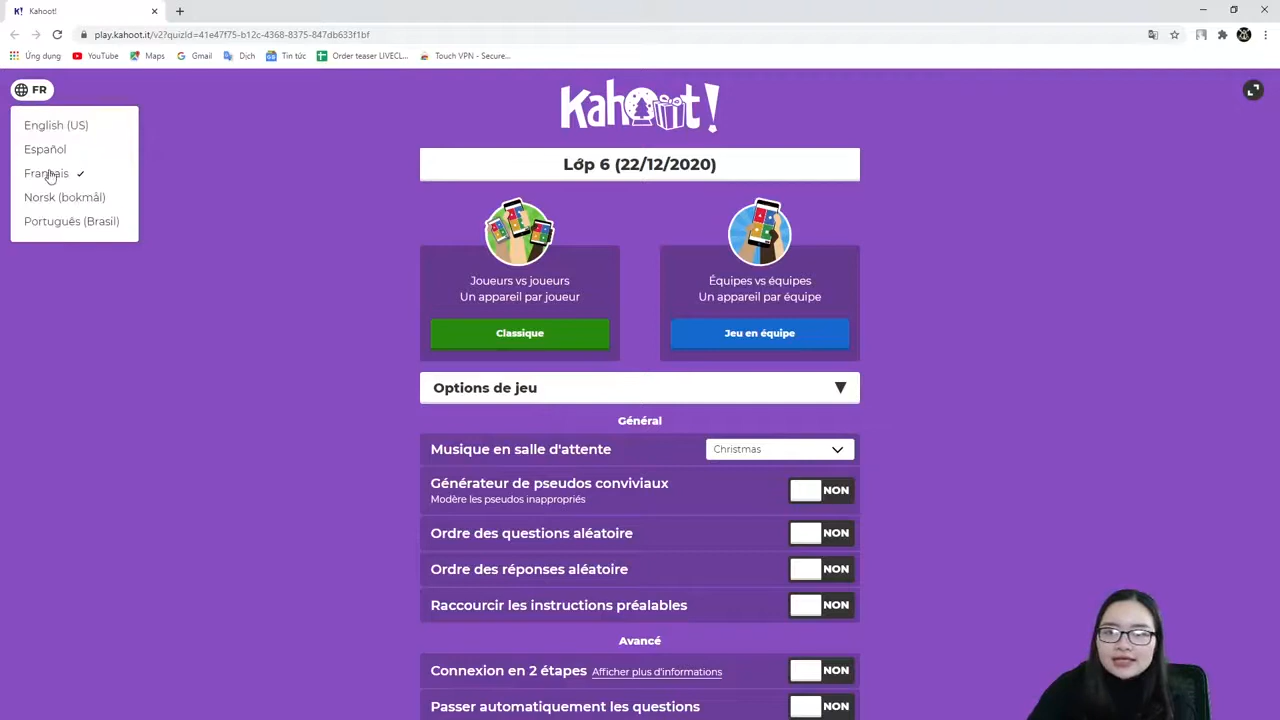 Kahoot!
play.kahoot.it/v2?quizId=41e47f75-b12c-4368-8375-847db633f1bf
Ứng dụng
YouTube
Maps
Gmail
Dịch
Tin tức
Order teaser LIVECL...
Touch VPN - Secure...
FR
English (US)
Español
Français
Norsk (bokmål)
Português (Brasil)
Kahoot!
Lớp 6 (22/12/2020)
Joueurs vs joueurs
Un appareil par joueur
Classique
Équipes vs équipes
Un appareil par équipe
Jeu en équipe
Options de jeu
Général
Musique en salle d'attente
Christmas
Générateur de pseudos conviviaux
Modère les pseudos inappropriés
NON
Ordre des questions aléatoire
NON
Ordre des réponses aléatoire
NON
Raccourcir les instructions préalables
NON
Avancé
Connexion en 2 étapes Afficher plus d'informations
NON
Passer automatiquement les questions
NON